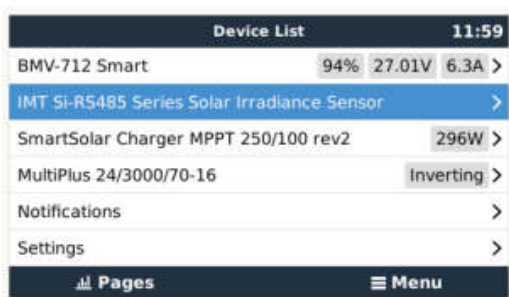 Device List 11:59
BMV-712 Smart 94% 27.01V 6.3A
IMT Si-RS485 Series Solar Irradiance Sensor
SmartSolar Charger MPPT 250/100 rev2 296W
MultiPlus 24/3000/70-16 Inverting
Notifications
Settings
Pages Menu